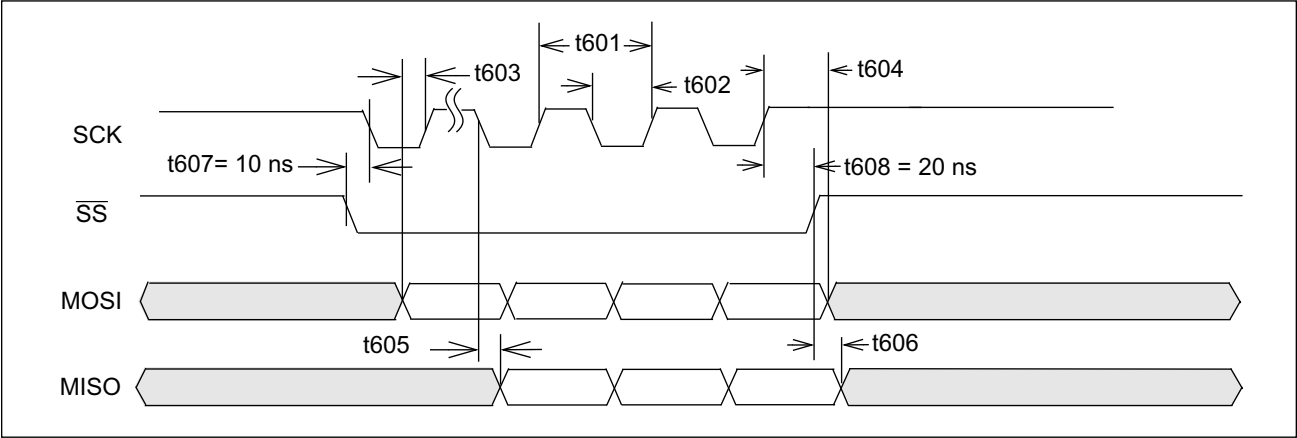 t601
t603
t604
t602
SCK
t607= 10 ns
t608 = 20 ns
SS
MOSI
t605
t606
MISO